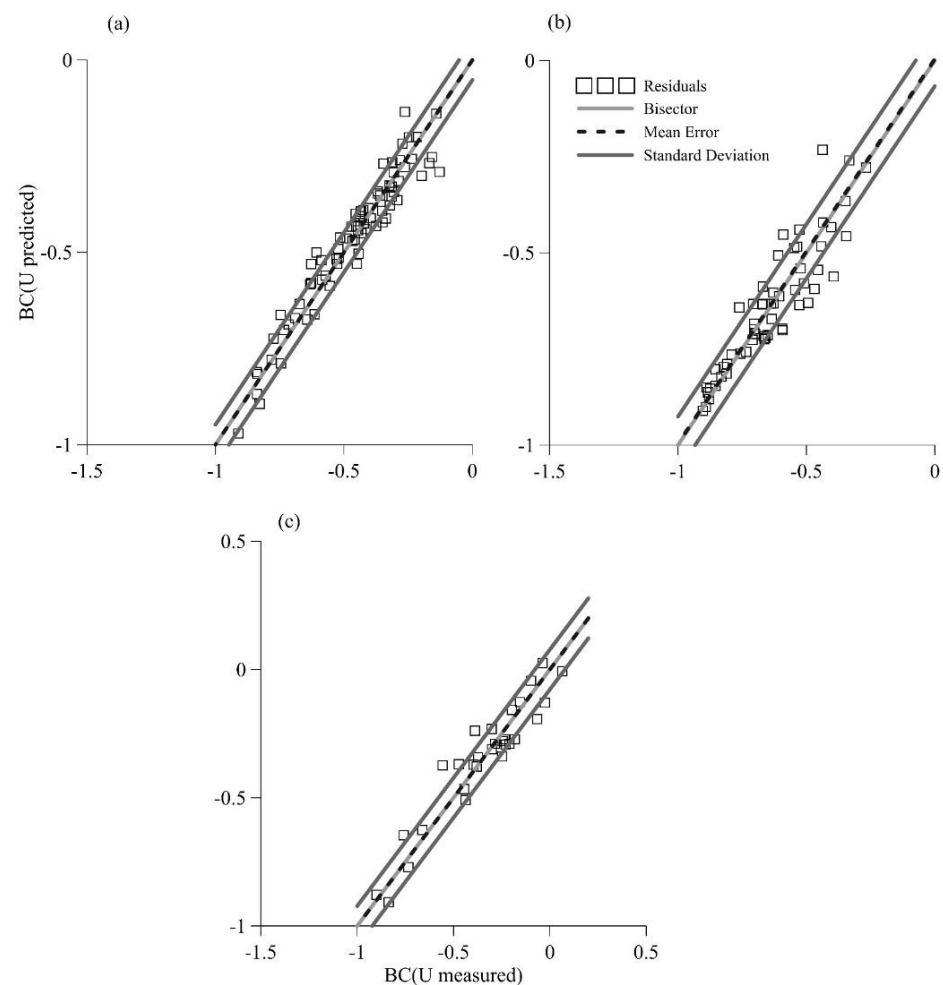 (a)
(b)
0
0
Residuals
Bisector
Mean Error
Standard Deviation
BC(U predicted)
-0.5
-0.5
-1
-1
-1.5
-1
-0.5
0
-1.5
-1
-0.5
0
(c)
0.5
0
-0.5
-1
-1.5
-1
-0.5
0
0.5
BC(U measured)